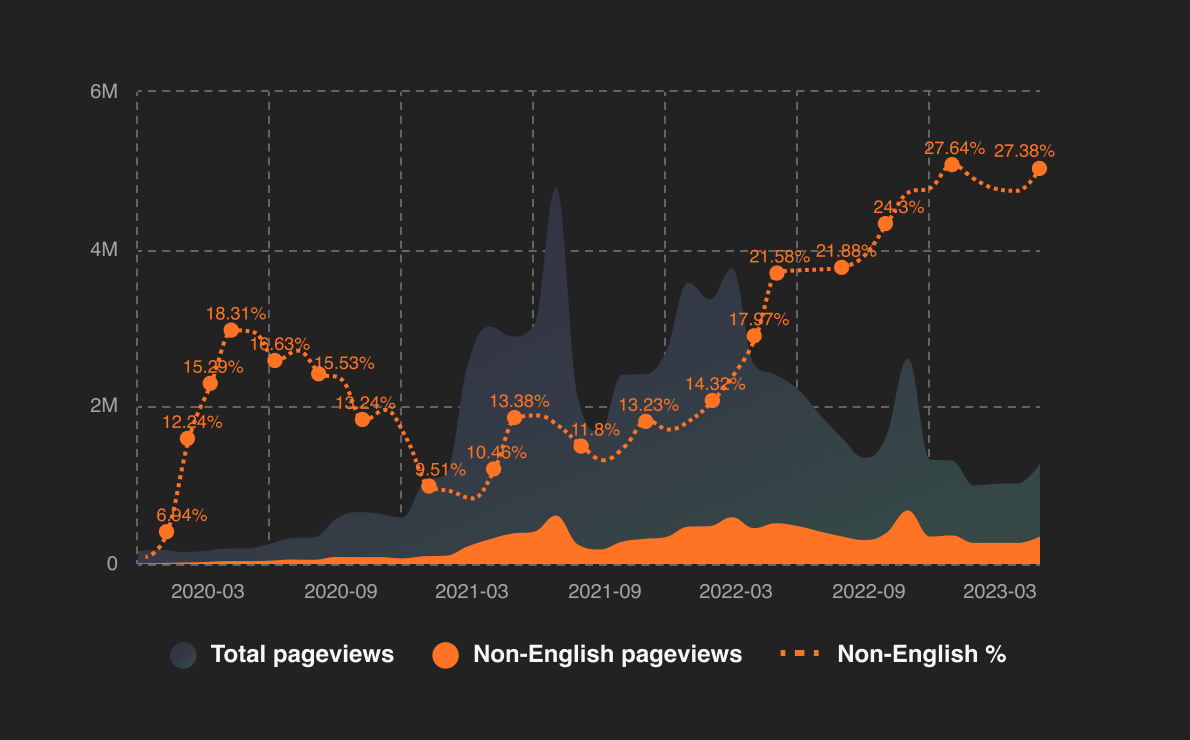 6M
27.64% 27.38%
24.3%
4M
21.58% 21.88%
18.31%
17.97%
16.63%
15.29% 15.53%
14.32%
13.24% 13.38% 13.23%
2M
12.24%
11.8%
10.46%
9.51%
6.04%
0
2020-03 2020-09 2021-03 2021-09 2022-03 2022-09 2023-03
Total pageviews Non-English pageviews Non-English %